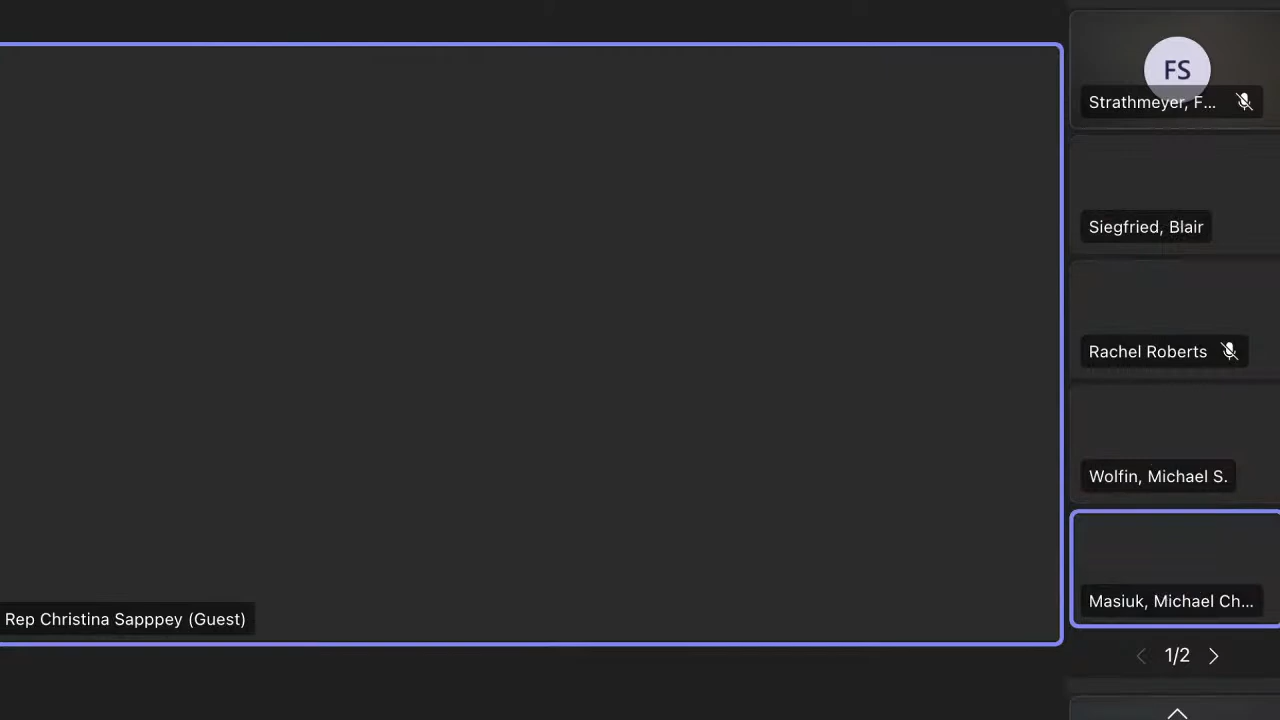 FS
Strathmeyer, F...
Siegfried, Blair
Rachel Roberts
Wolfin, Michael S.
Masiuk, Michael Ch...
Rep Christina Sapppey (Guest)
1/2